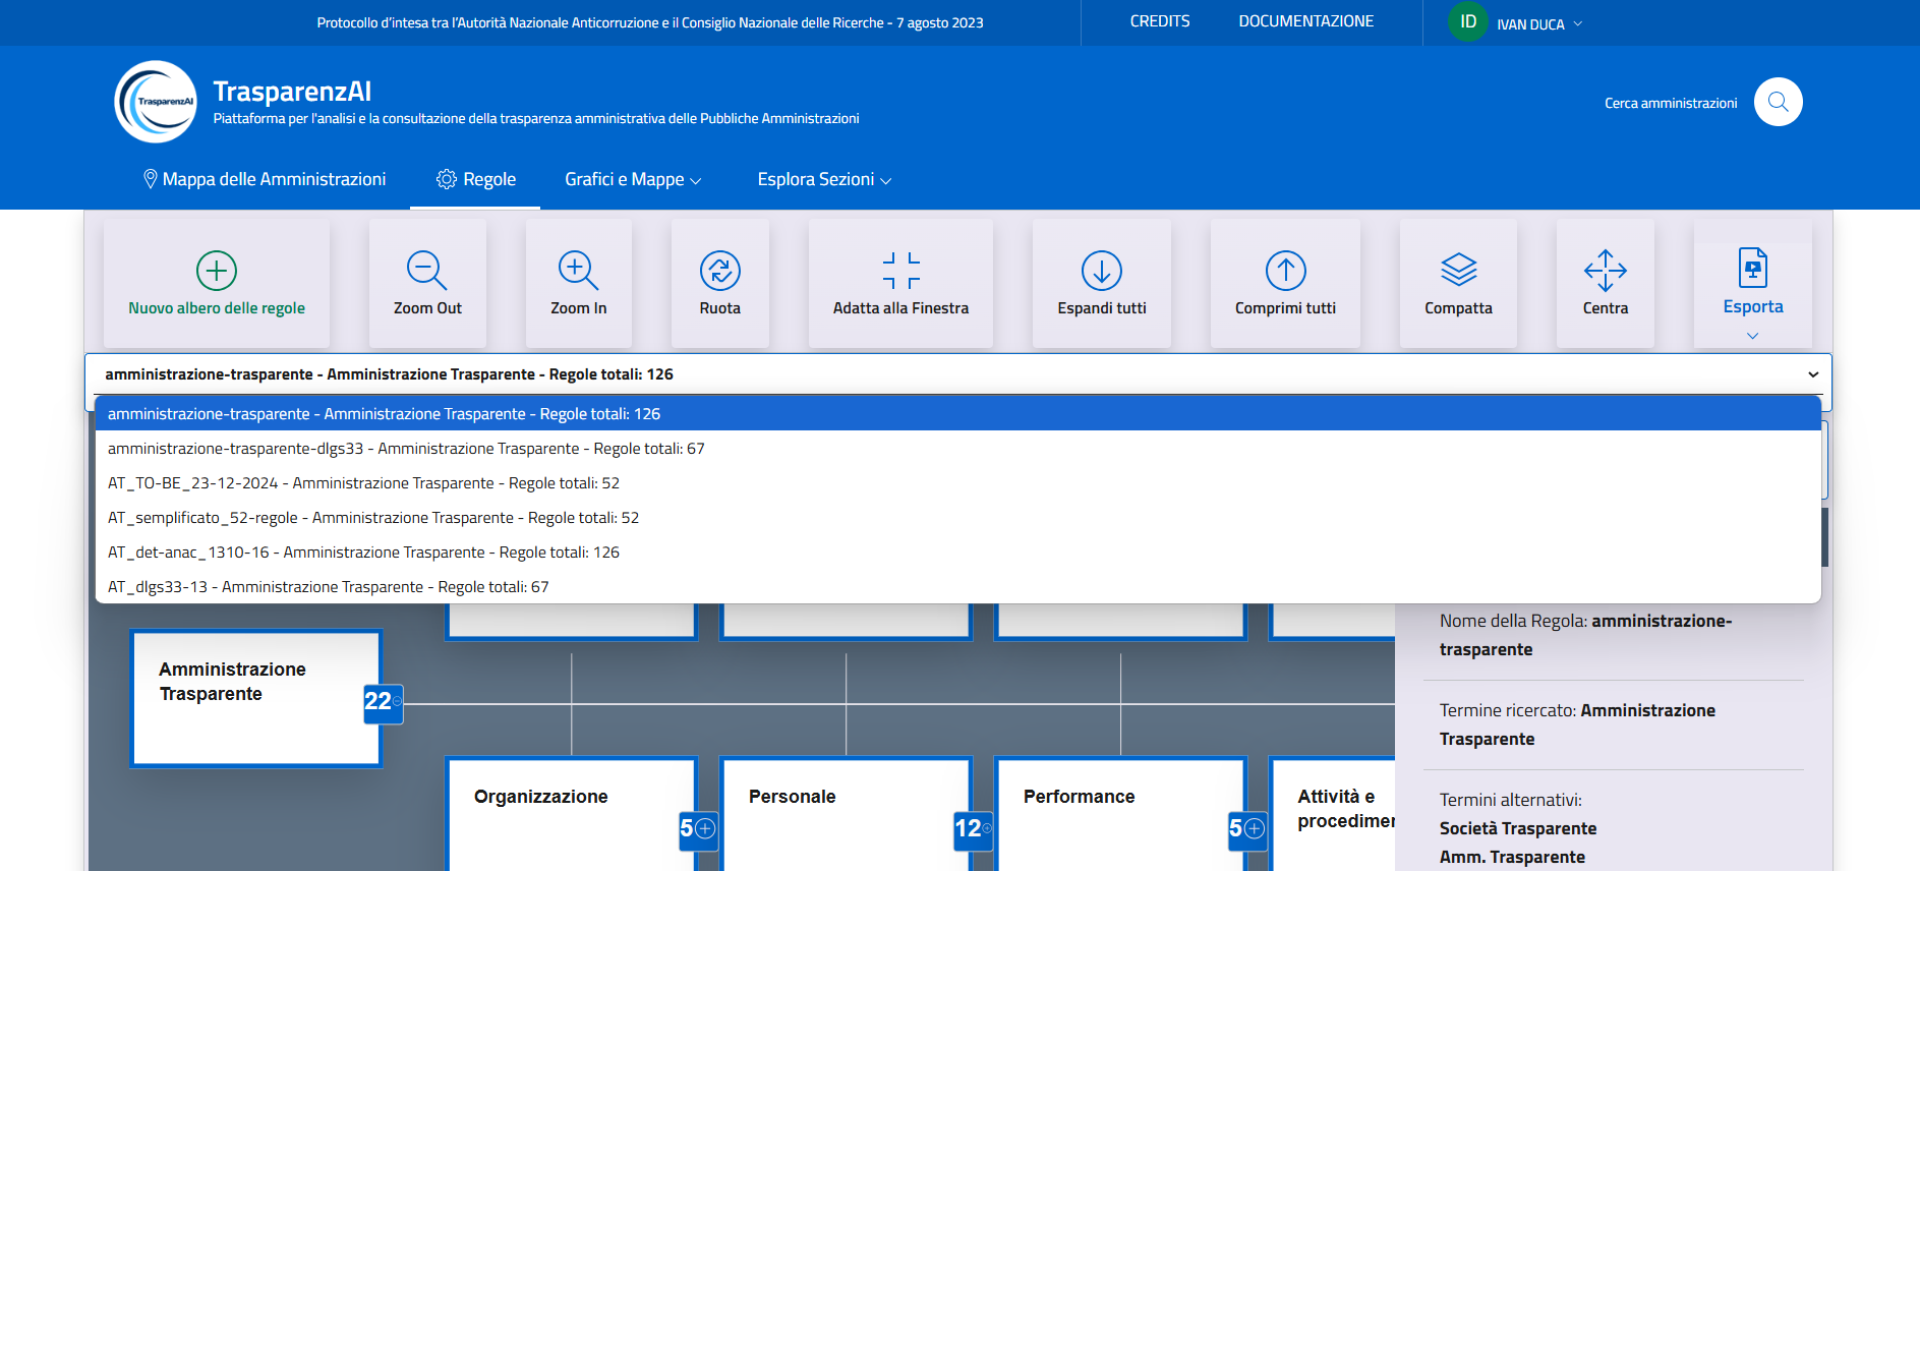 Protocollo d'intesa tra l'Autorità Nazionale Anticorruzione e il Consiglio Nazionale delle Ricerche - 7 agosto 2023
CREDITS
DOCUMENTAZIONE
ID
IVAN DUCA
TrasparenzAI
TrasparenzAI
Piattaforma per l'analisi e la consultazione della trasparenza amministrativa delle Pubbliche Amministrazioni
Cerca amministrazioni
Mappa delle Amministrazioni
Regole
Grafici e Mappe
Esplora Sezioni
Nuovo albero delle regole
Zoom Out
Zoom In
Ruota
Adatta alla Finestra
Espandi tutti
Comprimi tutti
Compatta
Centra
Esporta
amministrazione-trasparente - Amministrazione Trasparente - Regole totali: 126
amministrazione-trasparente - Amministrazione Trasparente - Regole totali: 126
amministrazione-trasparente-dlgs33 - Amministrazione Trasparente - Regole totali: 67
AT_TO-BE_23-12-2024 - Amministrazione Trasparente - Regole totali: 52
AT_semplificato_52-regole - Amministrazione Trasparente - Regole totali: 52
AT_det-anac_1310-16 - Amministrazione Trasparente - Regole totali: 126
AT_dlgs33-13 - Amministrazione Trasparente - Regole totali: 67
Amministrazione
Trasparente
22
Organizzazione
5
Personale
12
Performance
5
Attività e
procedimer
Nome della Regola: amministrazione-
trasparente
Termine ricercato: Amministrazione
Trasparente
Termini alternativi:
Società Trasparente
Amm. Trasparente